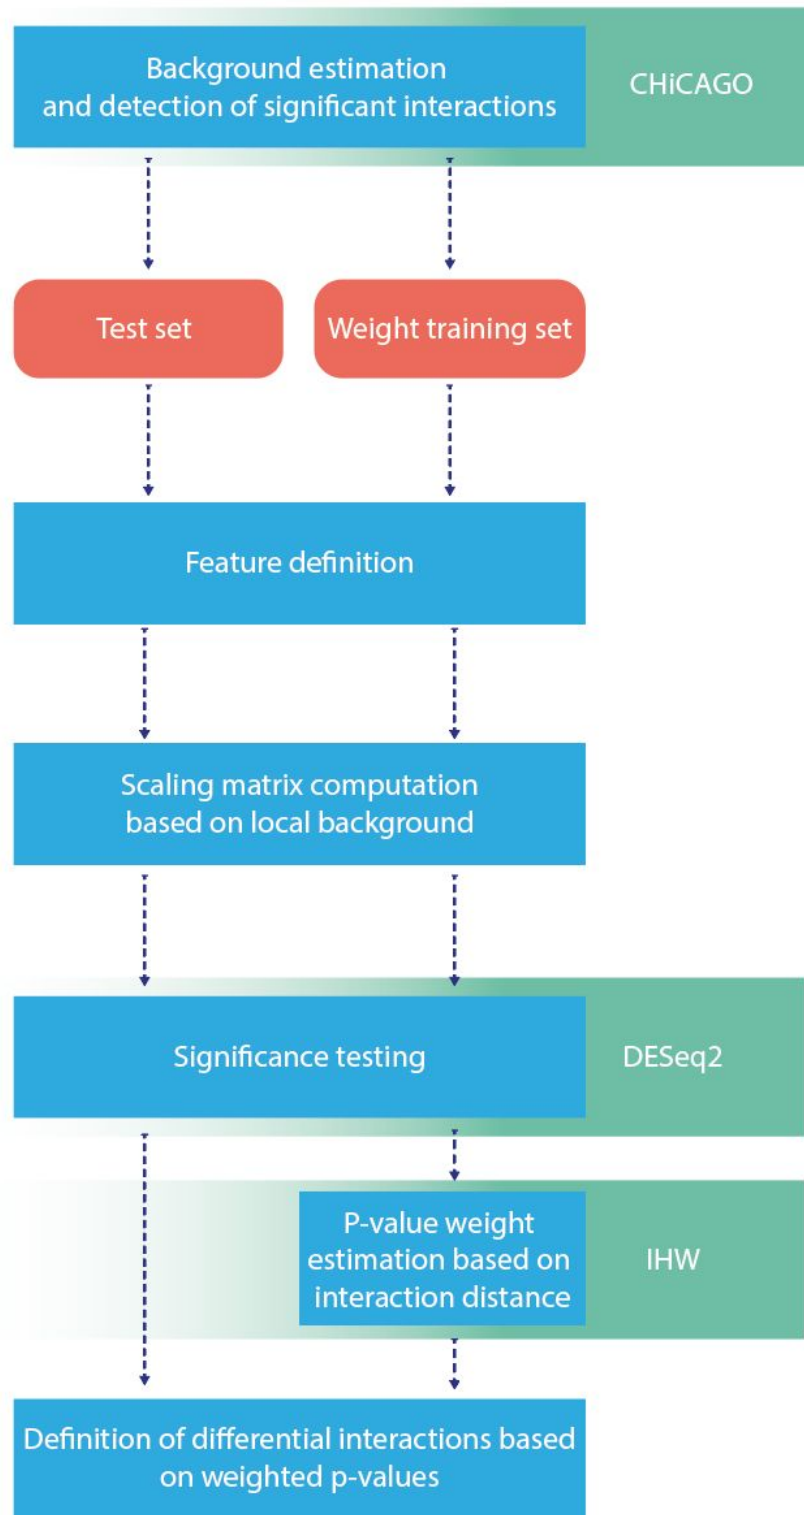 Background estimation
and detection of significant interactions
CHiCAGO
Test set
Weight training set
Feature definition
Scaling matrix computation
based on local background
Significance testing
DESeq2
P-value weight
estimation based on
interaction distance
IHW
Definition of differential interactions based
on weighted p-values